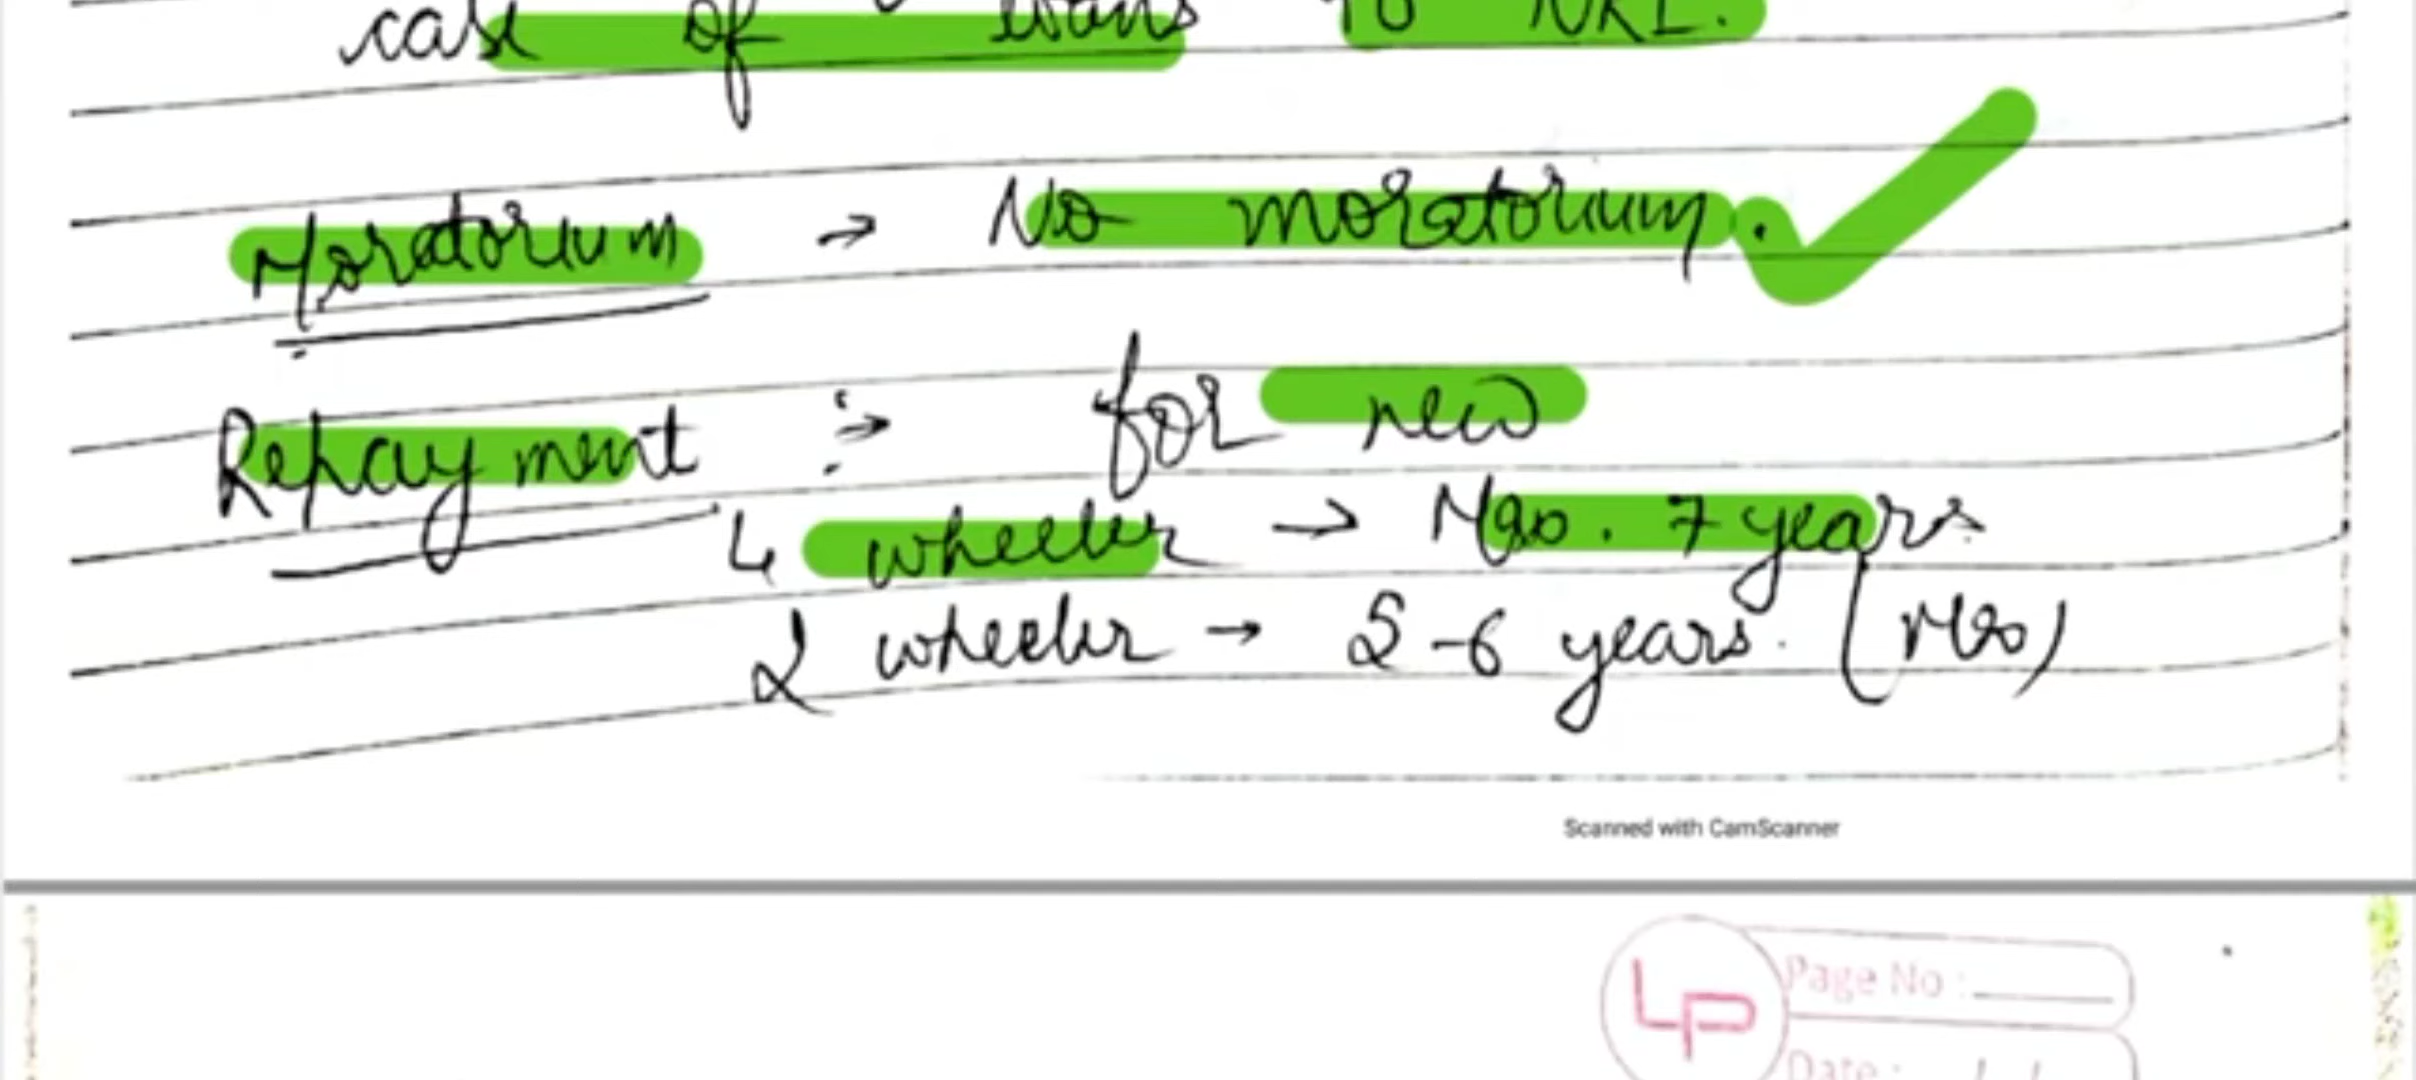 case of loans to NRI.
Moratorium → No moratorium.
Repayment :→ for new
4 wheeler → Max. 7 years
2 wheeler → 5-6 years. (Max)
Scanned with CamScanner
LP
Page No :
Date :